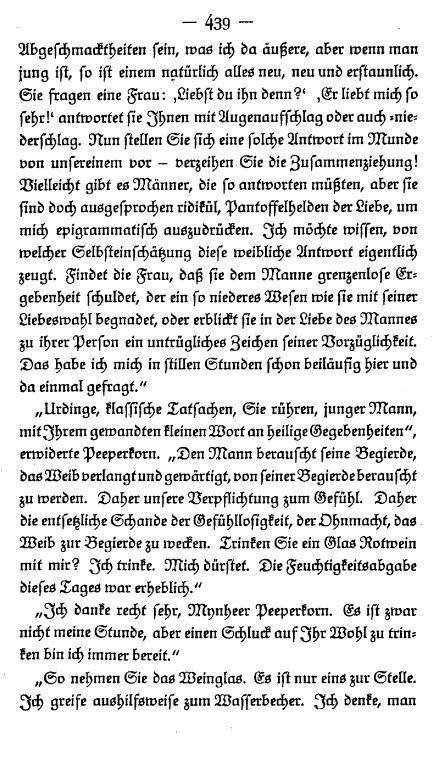 — 439 —
Abgeschmacktheiten sein, was ich da äußere, aber wenn man
jung ist, so ist einem natürlich alles neu, neu und erstaunlich.
Sie fragen eine Frau: ‚Liebst du ihn denn?‘ ‚Er liebt mich so
sehr!‘ antwortet sie Ihnen mit Augenaufschlag oder auch =nie=
derschlag. Nun stellen Sie sich eine solche Antwort im Munde
von unsereinem vor – verzeihen Sie die Zusammenziehung!
Vielleicht gibt es Männer, die so antworten müßten, aber sie
sind doch ausgesprochen ridikül, Pantoffelhelden der Liebe, um
mich epigrammatisch auszudrücken. Ich möchte wissen, von
welcher Selbsteinschätzung diese weibliche Antwort eigentlich
zeugt. Findet die Frau, daß sie dem Manne grenzenlose Er=
gebenheit schuldet, der ein so niederes Wesen wie sie mit seiner
Liebeswahl begnadet, oder erblickt sie in der Liebe des Mannes
zu ihrer Person ein untrügliches Zeichen seiner Vorzüglichkeit.
Das habe ich mich in stillen Stunden schon beiläufig hier und
da einmal gefragt.“
„Urdinge, klassische Tatsachen, Sie rühren, junger Mann,
mit Ihrem gewandten kleinen Wort an heilige Gegebenheiten“,
erwiderte Peeperkorn. „Den Mann berauscht seine Begierde,
das Weib verlangt und gewärtigt, von seiner Begierde berauscht
zu werden. Daher unsere Verpflichtung zum Gefühl. Daher
die entsetzliche Schande der Gefühllosigkeit, der Ohnmacht, das
Weib zur Begierde zu wecken. Trinken Sie ein Glas Rotwein
mit mir? Ich trinke. Mich dürstet. Die Feuchtigkeitsabgabe
dieses Tages war erheblich.“
„Ich danke recht sehr, Mynheer Peeperkorn. Es ist zwar
nicht meine Stunde, aber einen Schluck auf Ihr Wohl zu trin=
ken bin ich immer bereit.“
„So nehmen Sie das Weinglas. Es ist nur eins zur Stelle.
Ich greife aushilfsweise zum Wasserbecher. Ich denke, man